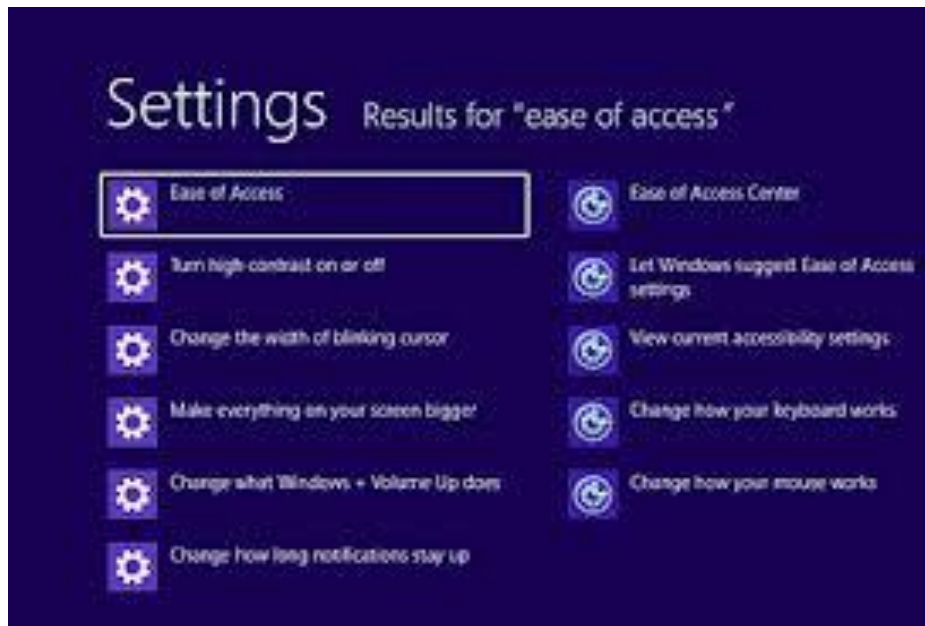 Settings Results for "ease of access"
Ease of Access
Turn high contrast on or off
Change the width of blinking cursor
Make everything on your screen bigger
Change what Windows + Volume Up does
Change how long notifications stay up
Ease of Access Center
Let Windows suggest Ease of Access
settings
View current accessibility settings
Change how your keyboard works
Change how your mouse works